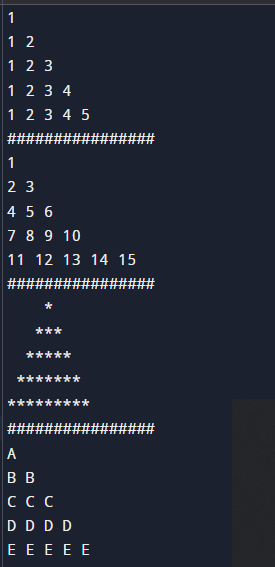 1
1 2
1 2 3
1 2 3 4
1 2 3 4 5
################
1
2 3
4 5 6
7 8 9 10
11 12 13 14 15
################
    *
   ***
  *****
 *******
*********
################
A
B B
C C C
D D D D
E E E E E